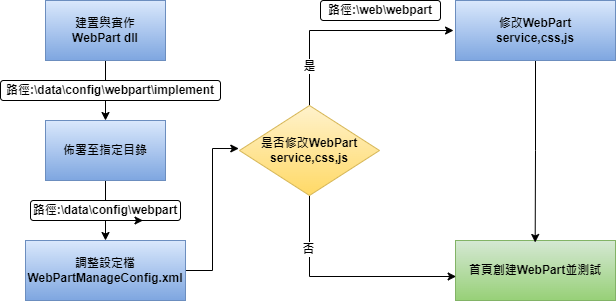 建置與實作
WebPart dll
路徑:\data\config\webpart\implement
佈署至指定目錄
路徑:\data\config\webpart
調整設定檔
WebPartManageConfig.xml
是否修改WebPart
service,css,js
是
路徑:\web\webpart
修改WebPart
service,css,js
否
首頁創建WebPart並測試